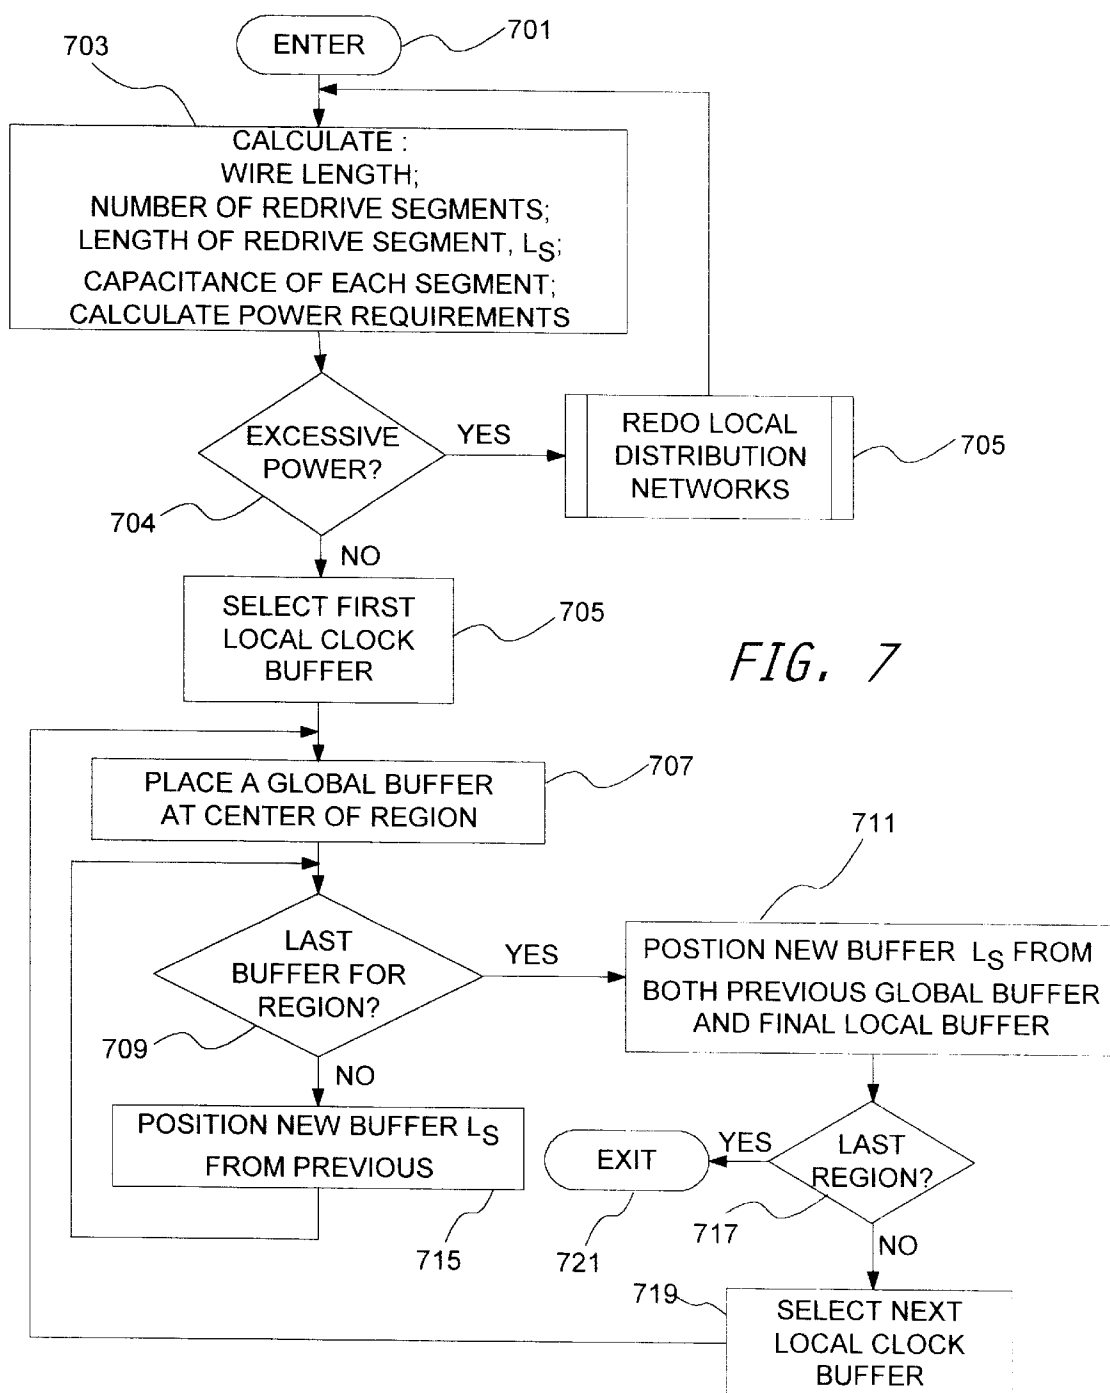 ENTER
701
703
CALCULATE :
WIRE LENGTH;
NUMBER OF REDRIVE SEGMENTS;
LENGTH OF REDRIVE SEGMENT, LS;
CAPACITANCE OF EACH SEGMENT;
CALCULATE POWER REQUIREMENTS
EXCESSIVE
POWER?
704
YES
REDO LOCAL
DISTRIBUTION
NETWORKS
705
NO
SELECT FIRST
LOCAL CLOCK
BUFFER
705
FIG. 7
PLACE A GLOBAL BUFFER
AT CENTER OF REGION
707
LAST
BUFFER FOR
REGION?
709
YES
711
POSTION NEW BUFFER LS FROM
BOTH PREVIOUS GLOBAL BUFFER
AND FINAL LOCAL BUFFER
NO
POSITION NEW BUFFER LS
FROM PREVIOUS
715
LAST
REGION?
717
YES
EXIT
721
NO
719
SELECT NEXT
LOCAL CLOCK
BUFFER